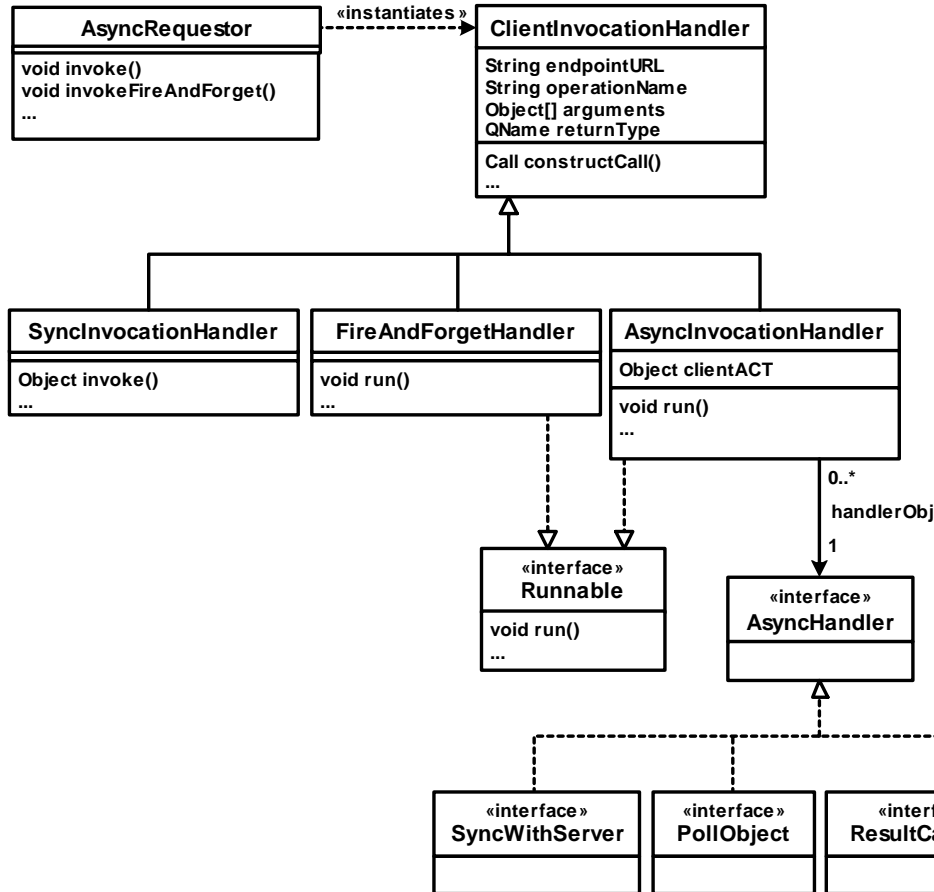 AsyncRequestor
void invoke()
void invokeFireAndForget()
...
«instantiates »
ClientInvocationHandler
String endpointURL
String operationName
Object[] arguments
QName returnType
Call constructCall()
...
SyncInvocationHandler
Object invoke()
...
FireAndForgetHandler
void run()
...
AsyncInvocationHandler
Object clientACT
void run()
...
0..*
handlerObj
1
«interface»
Runnable
void run()
...
«interface»
AsyncHandler
«interface»
SyncWithServer
«interface»
PollObject